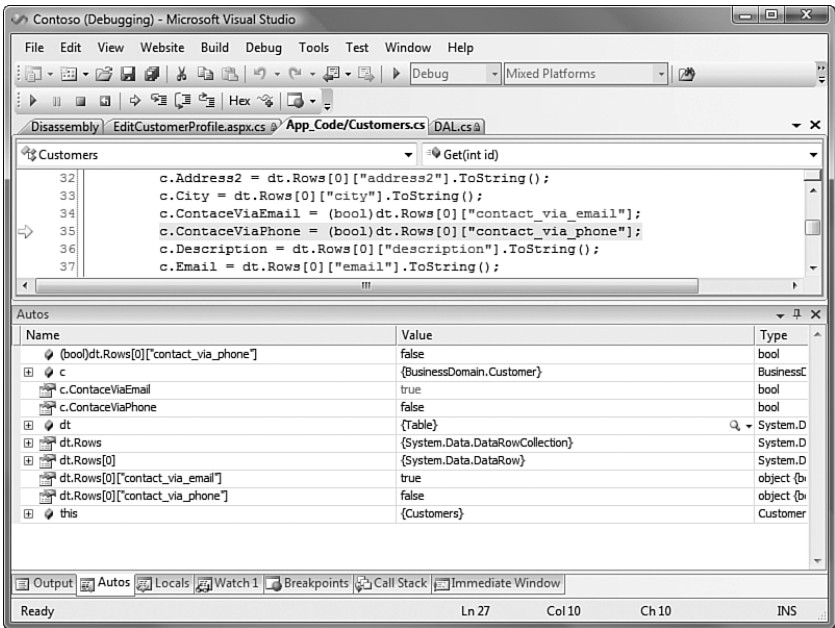 Contoso (Debugging) - Microsoft Visual Studio
File Edit View Website Build Debug Tools Test Window Help
Debug Mixed Platforms
Hex
Disassembly EditCustomerProfile.aspx.cs App_Code/Customers.cs DAL.cs
Customers Get(int id)
32 c.Address2 = dt.Rows[0]["address2"].ToString();
33 c.City = dt.Rows[0]["city"].ToString();
34 c.ContaceViaEmail = (bool)dt.Rows[0]["contact_via_email"];
35 c.ContaceViaPhone = (bool)dt.Rows[0]["contact_via_phone"];
36 c.Description = dt.Rows[0]["description"].ToString();
37 c.Email = dt.Rows[0]["email"].ToString();
Autos
Name Value Type
(bool)dt.Rows[0]["contact_via_phone"] false bool
c {BusinessDomain.Customer} BusinessD
c.ContaceViaEmail true bool
c.ContaceViaPhone false bool
dt {Table} System.D
dt.Rows {System.Data.DataRowCollection} System.D
dt.Rows[0] {System.Data.DataRow} System.D
dt.Rows[0]["contact_via_email"] true object {b
dt.Rows[0]["contact_via_phone"] false object {b
this {Customers} Customer
Output Autos Locals Watch 1 Breakpoints Call Stack Immediate Window
Ready Ln 27 Col 10 Ch 10 INS